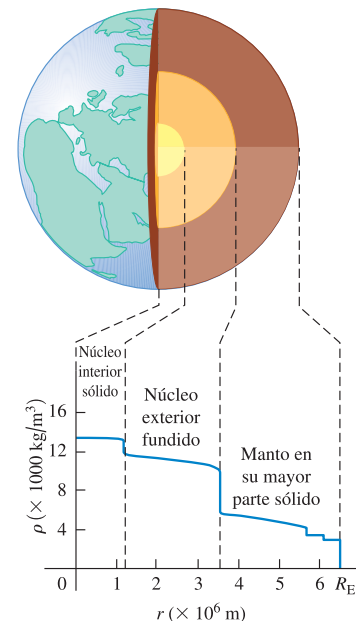 Núcleo
interior
sólido
Núcleo
exterior
fundido
Manto en
su mayor
parte sólido
ρ (× 1000 kg/m³)
16
12
8
4
0 1 2 3 4 5 6 R_E
r (× 10⁶ m)